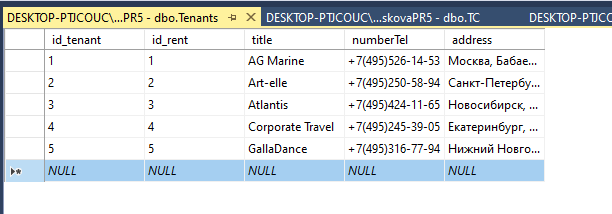 DESKTOP-PTJCOUC\...PR5 - dbo.Tenants DESKTOP-PTJCOUC\...skovaPR5 - dbo.TC DESKTOP-PTJCOU
id_tenant id_rent title numberTel address
1 1 AG Marine +7(495)526-14-53 Москва, Бабае...
2 2 Art-elle +7(495)250-58-94 Санкт-Петербу...
3 3 Atlantis +7(495)424-11-65 Новосибирск, ...
4 4 Corporate Travel +7(495)245-39-05 Екатеринбург, ...
5 5 GallaDance +7(495)316-77-94 Нижний Новго...
NULL NULL NULL NULL NULL